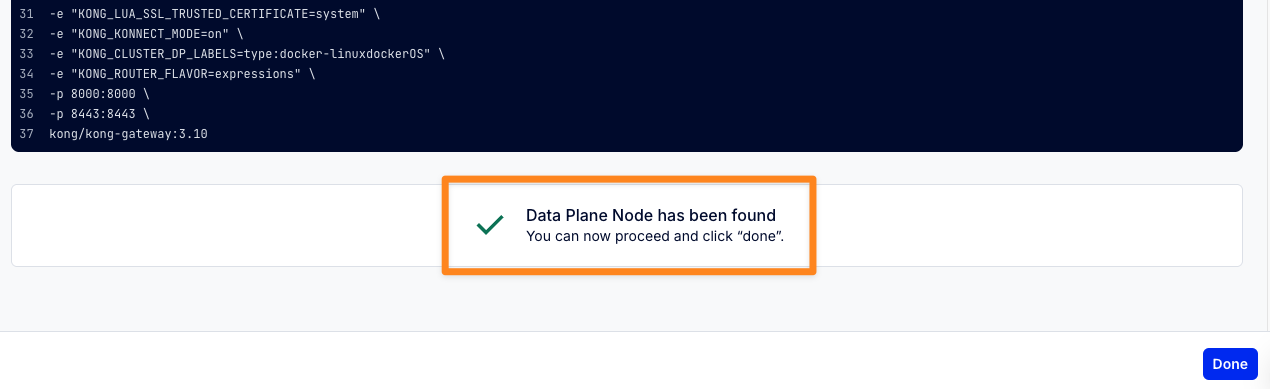 31 -e "KONG_LUA_SSL_TRUSTED_CERTIFICATE=system" \
32 -e "KONG_KONNECT_MODE=on" \
33 -e "KONG_CLUSTER_DP_LABELS=type:docker-linuxdockerOS" \
34 -e "KONG_ROUTER_FLAVOR=expressions" \
35 -p 8000:8000 \
36 -p 8443:8443 \
37 kong/kong-gateway:3.10
Data Plane Node has been found
You can now proceed and click “done”.
Done